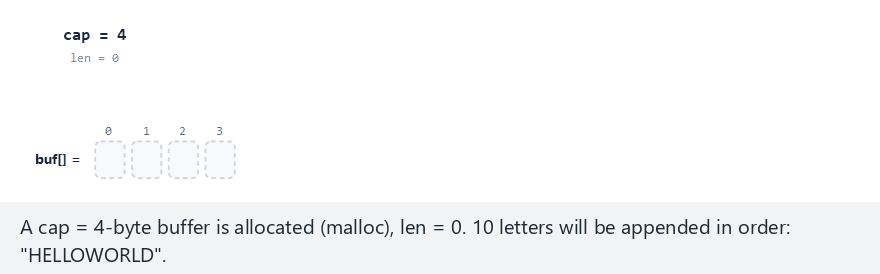 cap = 4
len = 0
0 1 2 3
buf[] =
A cap = 4-byte buffer is allocated (malloc), len = 0. 10 letters will be appended in order:
"HELLOWORLD".